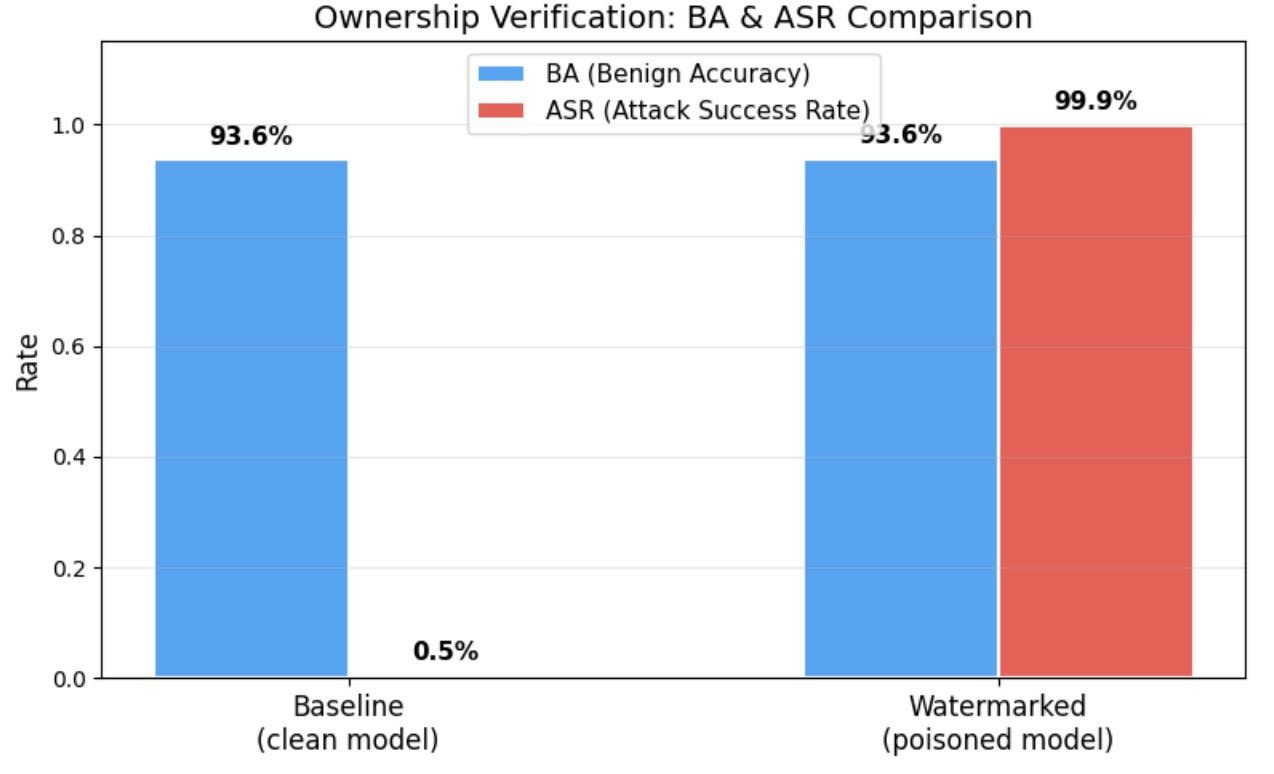 Ownership Verification: BA & ASR Comparison
BA (Benign Accuracy)
ASR (Attack Success Rate)
93.6%
0.5%
93.6%
99.9%
1.0
0.8
0.6
0.4
0.2
0.0
Rate
Baseline
(clean model)
Watermarked
(poisoned model)